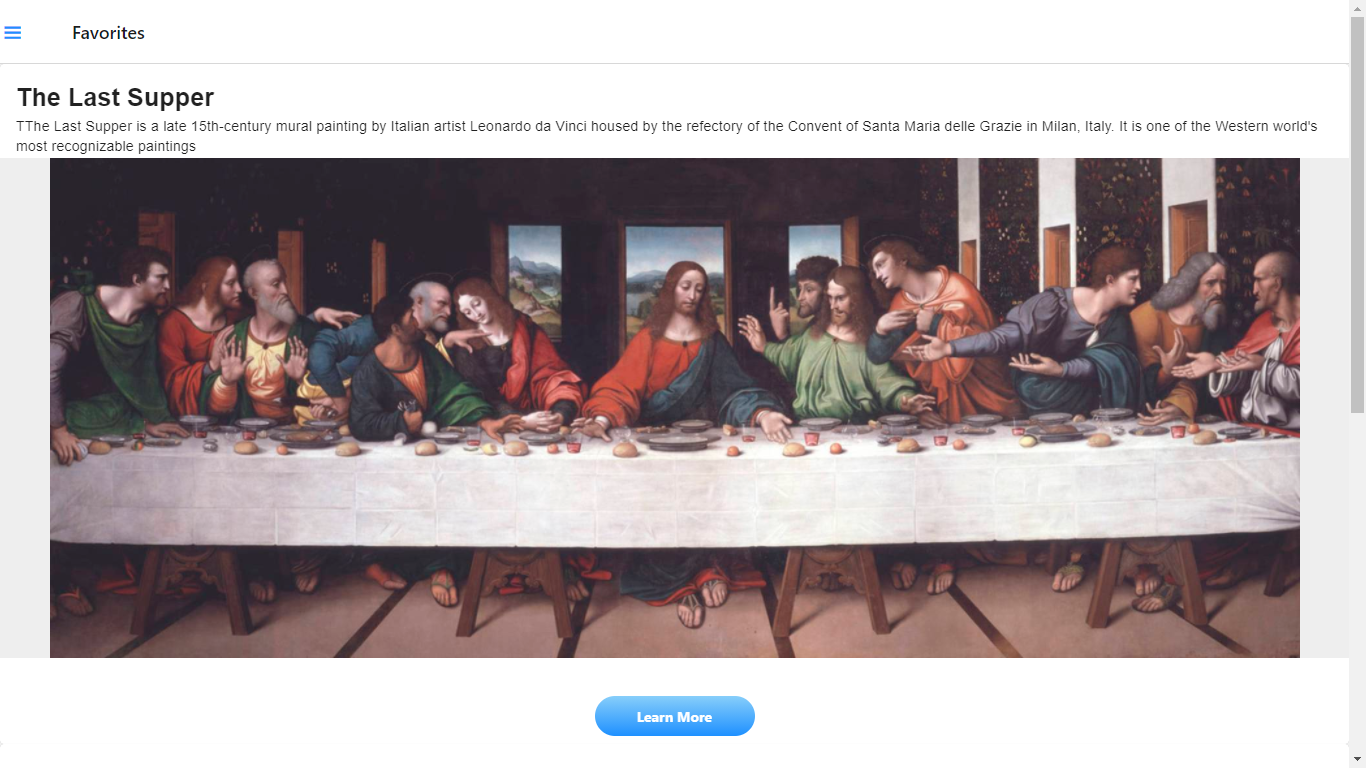 Favorites
The Last Supper
TThe Last Supper is a late 15th-century mural painting by Italian artist Leonardo da Vinci housed by the refectory of the Convent of Santa Maria delle Grazie in Milan, Italy. It is one of the Western world's
most recognizable paintings
Learn More